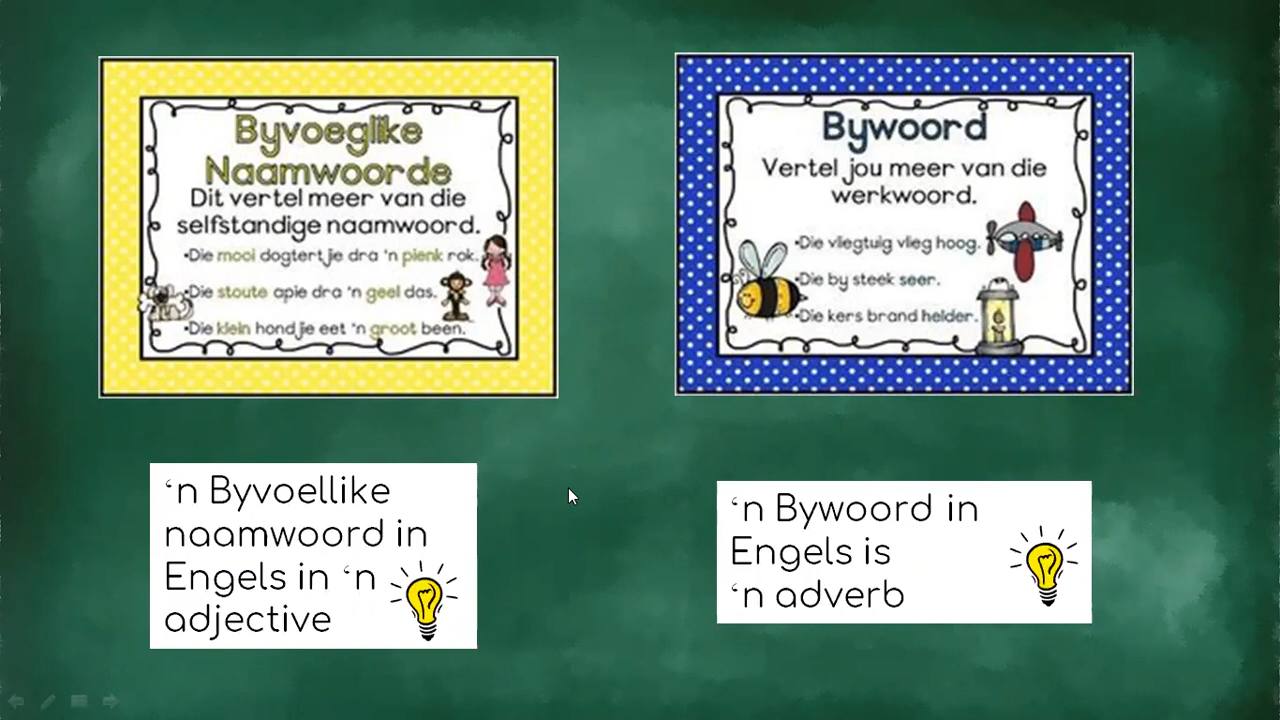 Byvoeglike
Naamwoorde
Dit vertel meer van die
selfstandige naamwoord.
•Die mooi dogtertjie dra 'n pienk rok.
•Die stoute apie dra 'n geel das.
•Die klein hondjie eet 'n groot been.
Bywoord
Vertel jou meer van die
werkwoord.
•Die vliegtuig vlieg hoog.
•Die by steek seer.
•Die kers brand helder.
‘n Byvoellike
naamwoord in
Engels in ‘n
adjective
‘n Bywoord in
Engels is
‘n adverb